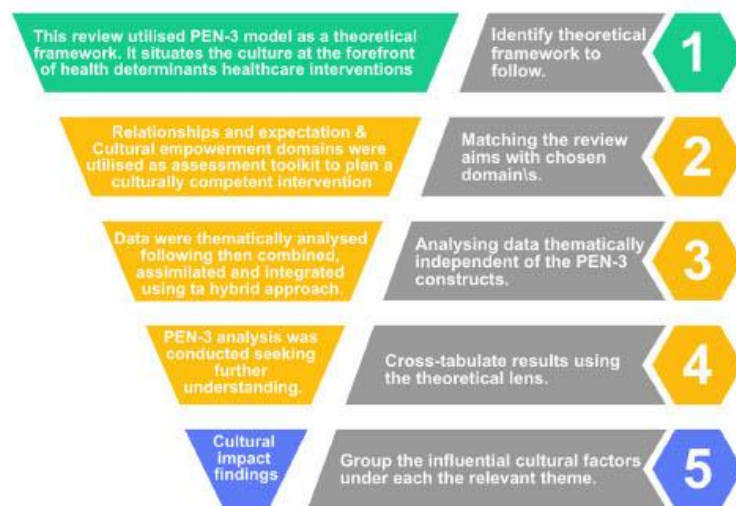 This review utilised PEN-3 model as a theoretical
framework. It situates the culture at the forefront
of health determinants healthcare interventions
Identify theoretical
framework to
follow.
1
Relationships and expectation &
Cultural empowerment domains were
utilised as assessment toolkit to plan a
culturally competent intervention
Matching the review
aims with chosen
domain\s.
2
Data were thematically analysed
following then combined,
assimilated and integrated
using ta hybrid approach.
Analysing data thematically
independent of the PEN-3
constructs.
3
PEN-3 analysis was
conducted seeking
further
understanding.
Cross-tabulate results using
the theoretical lens.
4
Cultural
impact
findings
Group the influential cultural factors
under each the relevant theme.
5